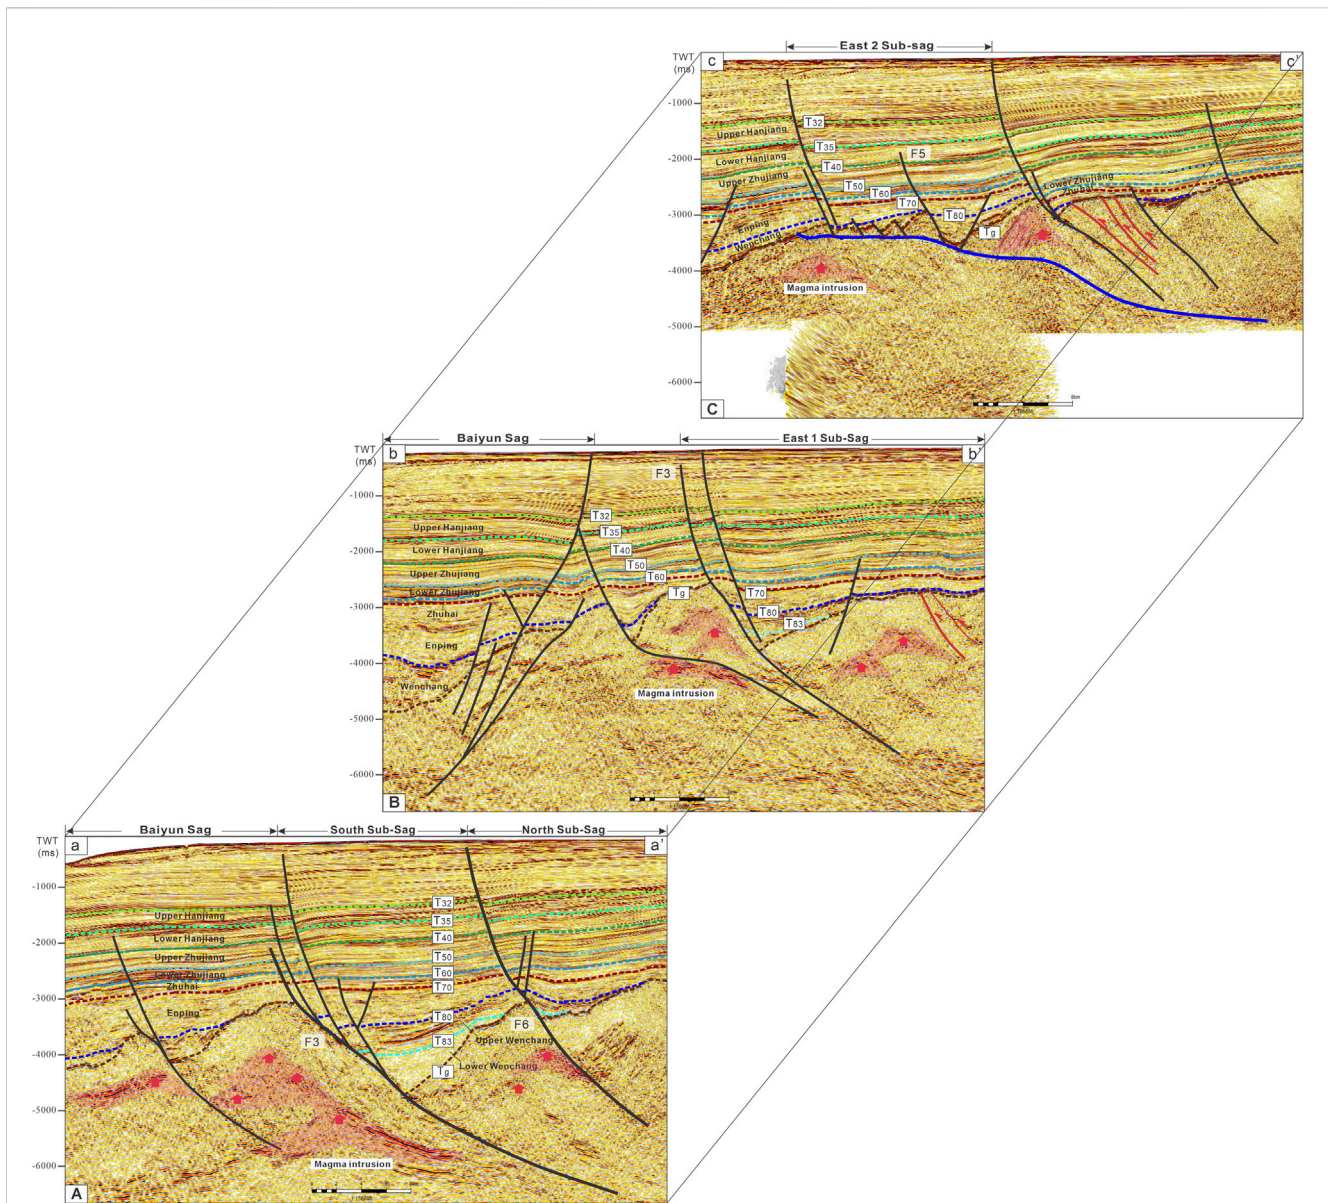 East 2 Sub-sag
TWT
(ms)
c
c'
-1000
-2000
-3000
-4000
-5000
-6000
T32
Upper Hanjiang
T35
Lower Hanjiang
T40
F5
Upper Zhujiang
T50
T60
Lower Zhujiang
Zhuhai
T70
T80
Enping
Wenchang
Tg
Magma intrusion
8km
C
Baiyun Sag
East 1 Sub-Sag
TWT
(ms)
b
b'
F3
-1000
-2000
-3000
-4000
-5000
-6000
T32
Upper Hanjiang
T35
Lower Hanjiang
T40
T50
Upper Zhujiang
T60
Lower Zhujiang
Tg
T70
Zhuhai
T80
T83
Enping
Wenchang
Magma intrusion
B
Baiyun Sag
South Sub-Sag
North Sub-Sag
TWT
(ms)
a
a'
-1000
-2000
-3000
-4000
-5000
-6000
T32
Upper Hanjiang
T35
Lower Hanjiang
T40
Upper Zhujiang
T50
Lower Zhujiang
T60
Zhuhai
T70
Enping
T80
F6
F3
T83
Upper Wenchang
Lower Wenchang
Tg
Magma intrusion
A